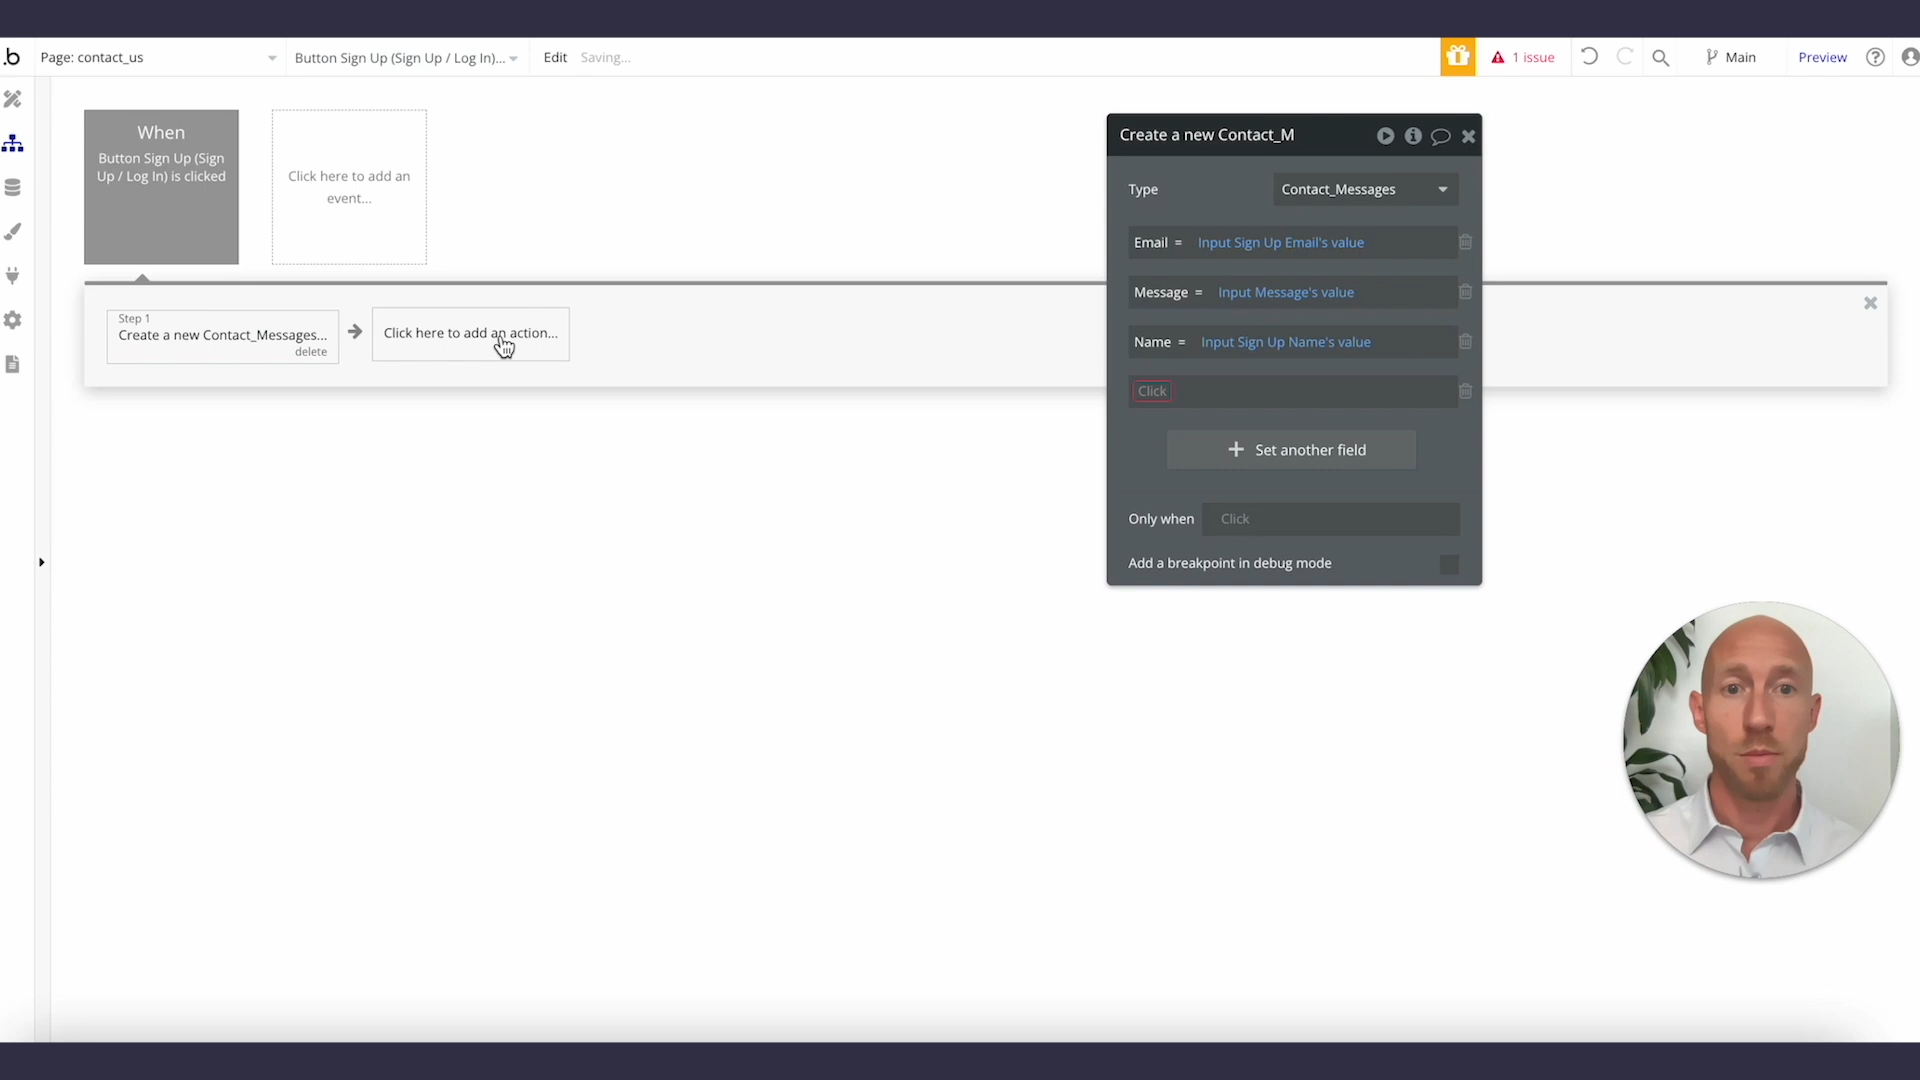 .b
Page: contact_us
Button Sign Up (Sign Up / Log In)...
Edit
Saving...
1 issue
Main
Preview
When
Button Sign Up (Sign
Up / Log In) is clicked
Click here to add an
event...
Step 1
Create a new Contact_Messages...
delete
Click here to add an action...
Create a new Contact_M
Type
Contact_Messages
Email = Input Sign Up Email's value
Message = Input Message's value
Name = Input Sign Up Name's value
Click
Set another field
Only when
Click
Add a breakpoint in debug mode